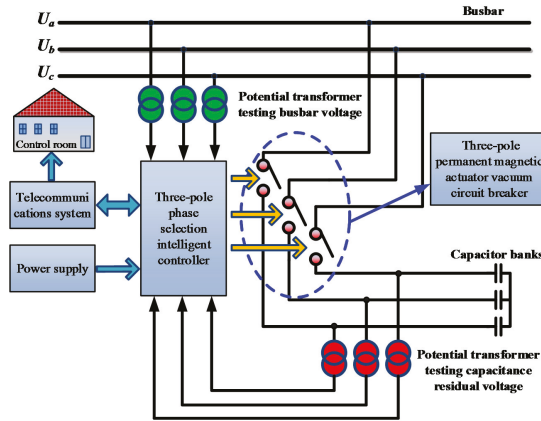 Ua
Busbar
Ub
Uc
Potential transformer
testing busbar voltage
Control room
Three-pole
permanent magnetic
actuator vacuum
circuit breaker
Telecommuni
cations system
Three-pole
phase
selection
intelligent
controller
Power supply
Capacitor banks
Potential transformer
testing capacitance
residual voltage